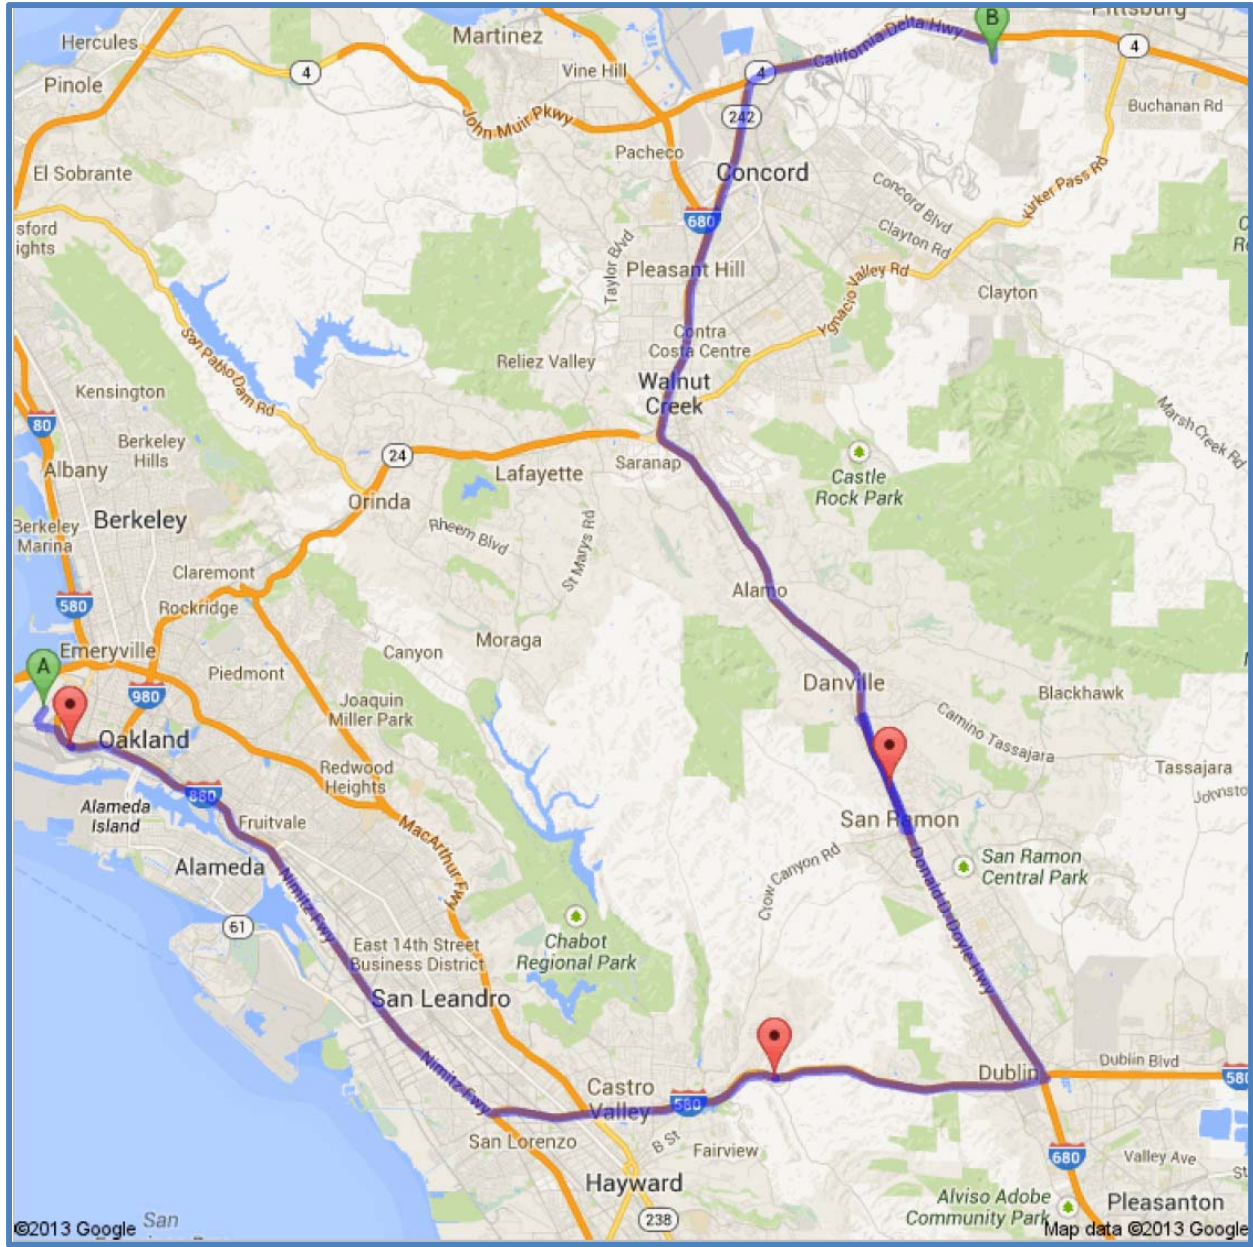 B
Pittsburg
Hercules
Martinez
California Delta Hwy
4
4
4
Vine Hill
Pinole
Buchanan Rd
John Muir Pkwy
242
Pacheco
El Sobrante
Concord
Kirker Pass Rd
Concord Blvd
680
sford
ights
Clayton Rd
Taylor Blvd
Pleasant Hill
Ygnacio Valley Rd
Clayton
Contra
Costa Centre
San Pablo Dam Rd
Reliez Valley
Walnut
Creek
Kensington
80
Marsh Creek Rd
Berkeley
Hills
24
Albany
Saranap
Lafayette
Castle
Rock Park
Orinda
Berkeley
Berkeley
Marina
Rheem Blvd
St Marys Rd
Claremont
Alamo
580
Rockridge
Moraga
Emeryville
Canyon
A
Piedmont
Danville
Blackhawk
980
Joaquin
Miller Park
Camino Tassajara
Oakland
Redwood
Heights
Tassajara
880
Johnsto
Alameda
Island
Fruitvale
San Ramon
MacArthur Fwy
Alameda
Crow Canyon Rd
San Ramon
Central Park
Nimitz Fwy
Donald D. Doyle Hwy
61
East 14th Street
Business District
Chabot
Regional Park
San Leandro
Nimitz Fwy
Dublin
Dublin Blvd
580
Castro
Valley
580
San Lorenzo
B St
Fairview
680
Valley Ave
St
Hayward
Alviso Adobe
Community Park
Pleasanton
San
238
©2013 Google
Map data ©2013 Google